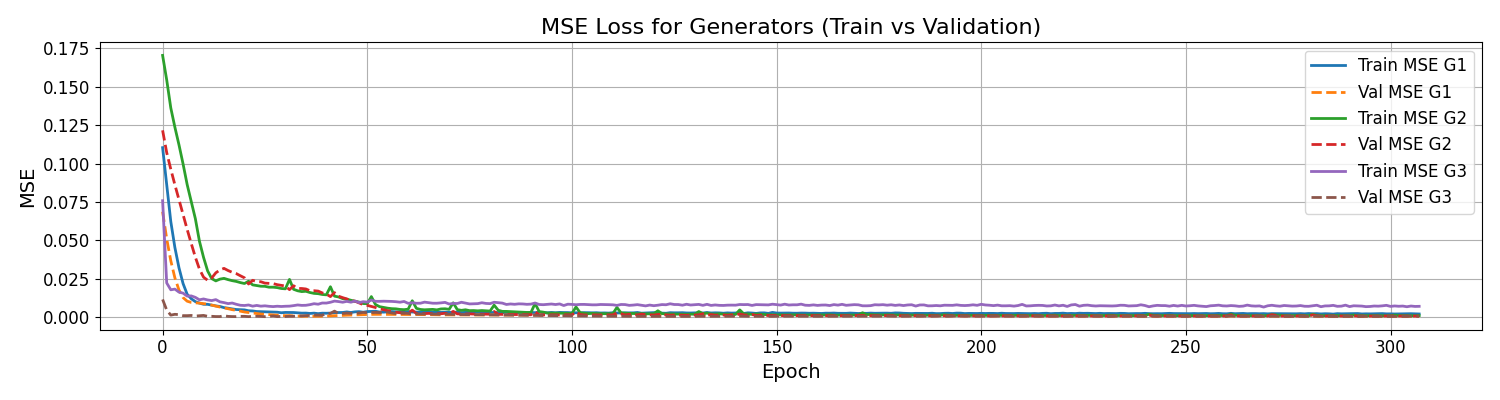 MSE Loss for Generators (Train vs Validation)
MSE
0.175
0.150
0.125
0.100
0.075
0.050
0.025
0.000
0 50 100 150 200 250 300
Epoch
Train MSE G1
Val MSE G1
Train MSE G2
Val MSE G2
Train MSE G3
Val MSE G3